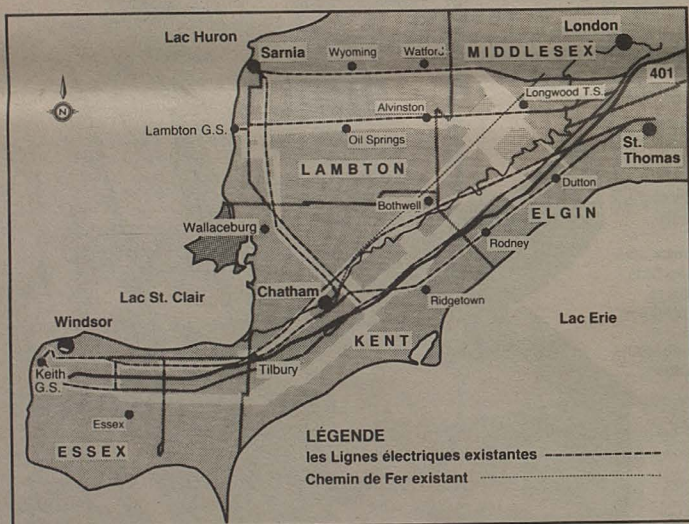 Lac Huron
London
Sarnia
Wyoming
Watford
MIDDLESEX
401
Longwood T.S.
N
Alvinston
Lambton G.S.
Oil Springs
St. Thomas
LAMBTON
Dutton
Bothwell
ELGIN
Wallaceburg
Rodney
Lac St. Clair
Chatham
Ridgetown
Lac Erie
Windsor
KENT
Tilbury
Keith G.S.
Essex
ESSEX
LÉGENDE
les Lignes électriques existantes
Chemin de Fer existant